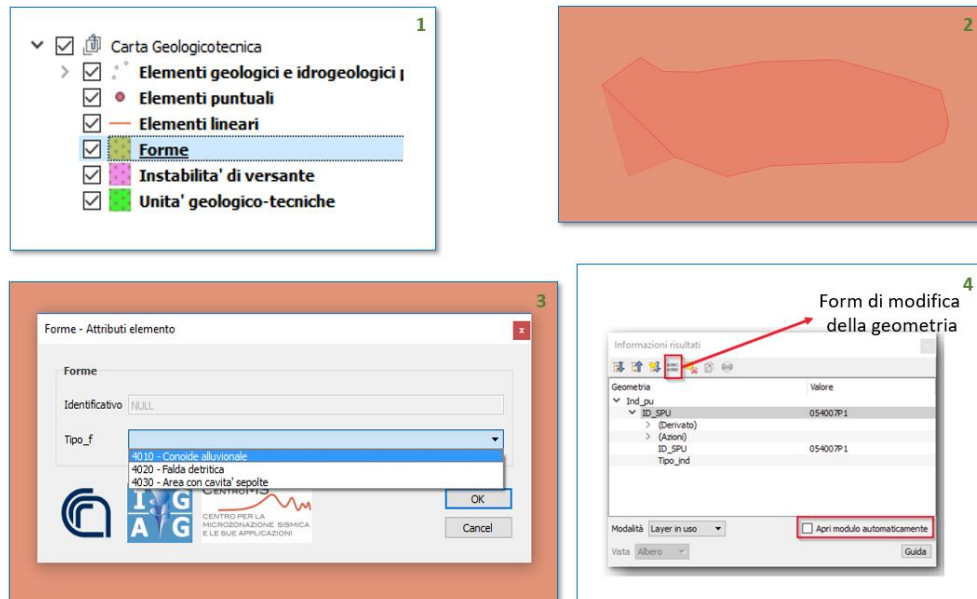 1
Carta Geologicotecnica
Elementi geologici e idrogeologici p
Elementi puntuali
Elementi lineari
Forme
Instabilita' di versante
Unita' geologico-tecniche
2
3
Forme - Attributi elemento
x
Forme
Identificativo NULL
Tipo_f
4010 - Conoide alluvionale
4020 - Falda detritica
4030 - Area con cavita' sepolte
I G
A G
CENTROMS
CENTRO PER LA
MICROZONAZIONE SISMICA
E LE SUE APPLICAZIONI
OK
Cancel
4
Form di modifica
della geometria
Informazioni risultati
Geometria Valore
Ind_pu
ID_SPU 054007P1
(Derivato)
(Azioni)
ID_SPU 054007P1
Tipo_ind
Modalità Layer in uso Apri modulo automaticamente
Vista Albero Guida